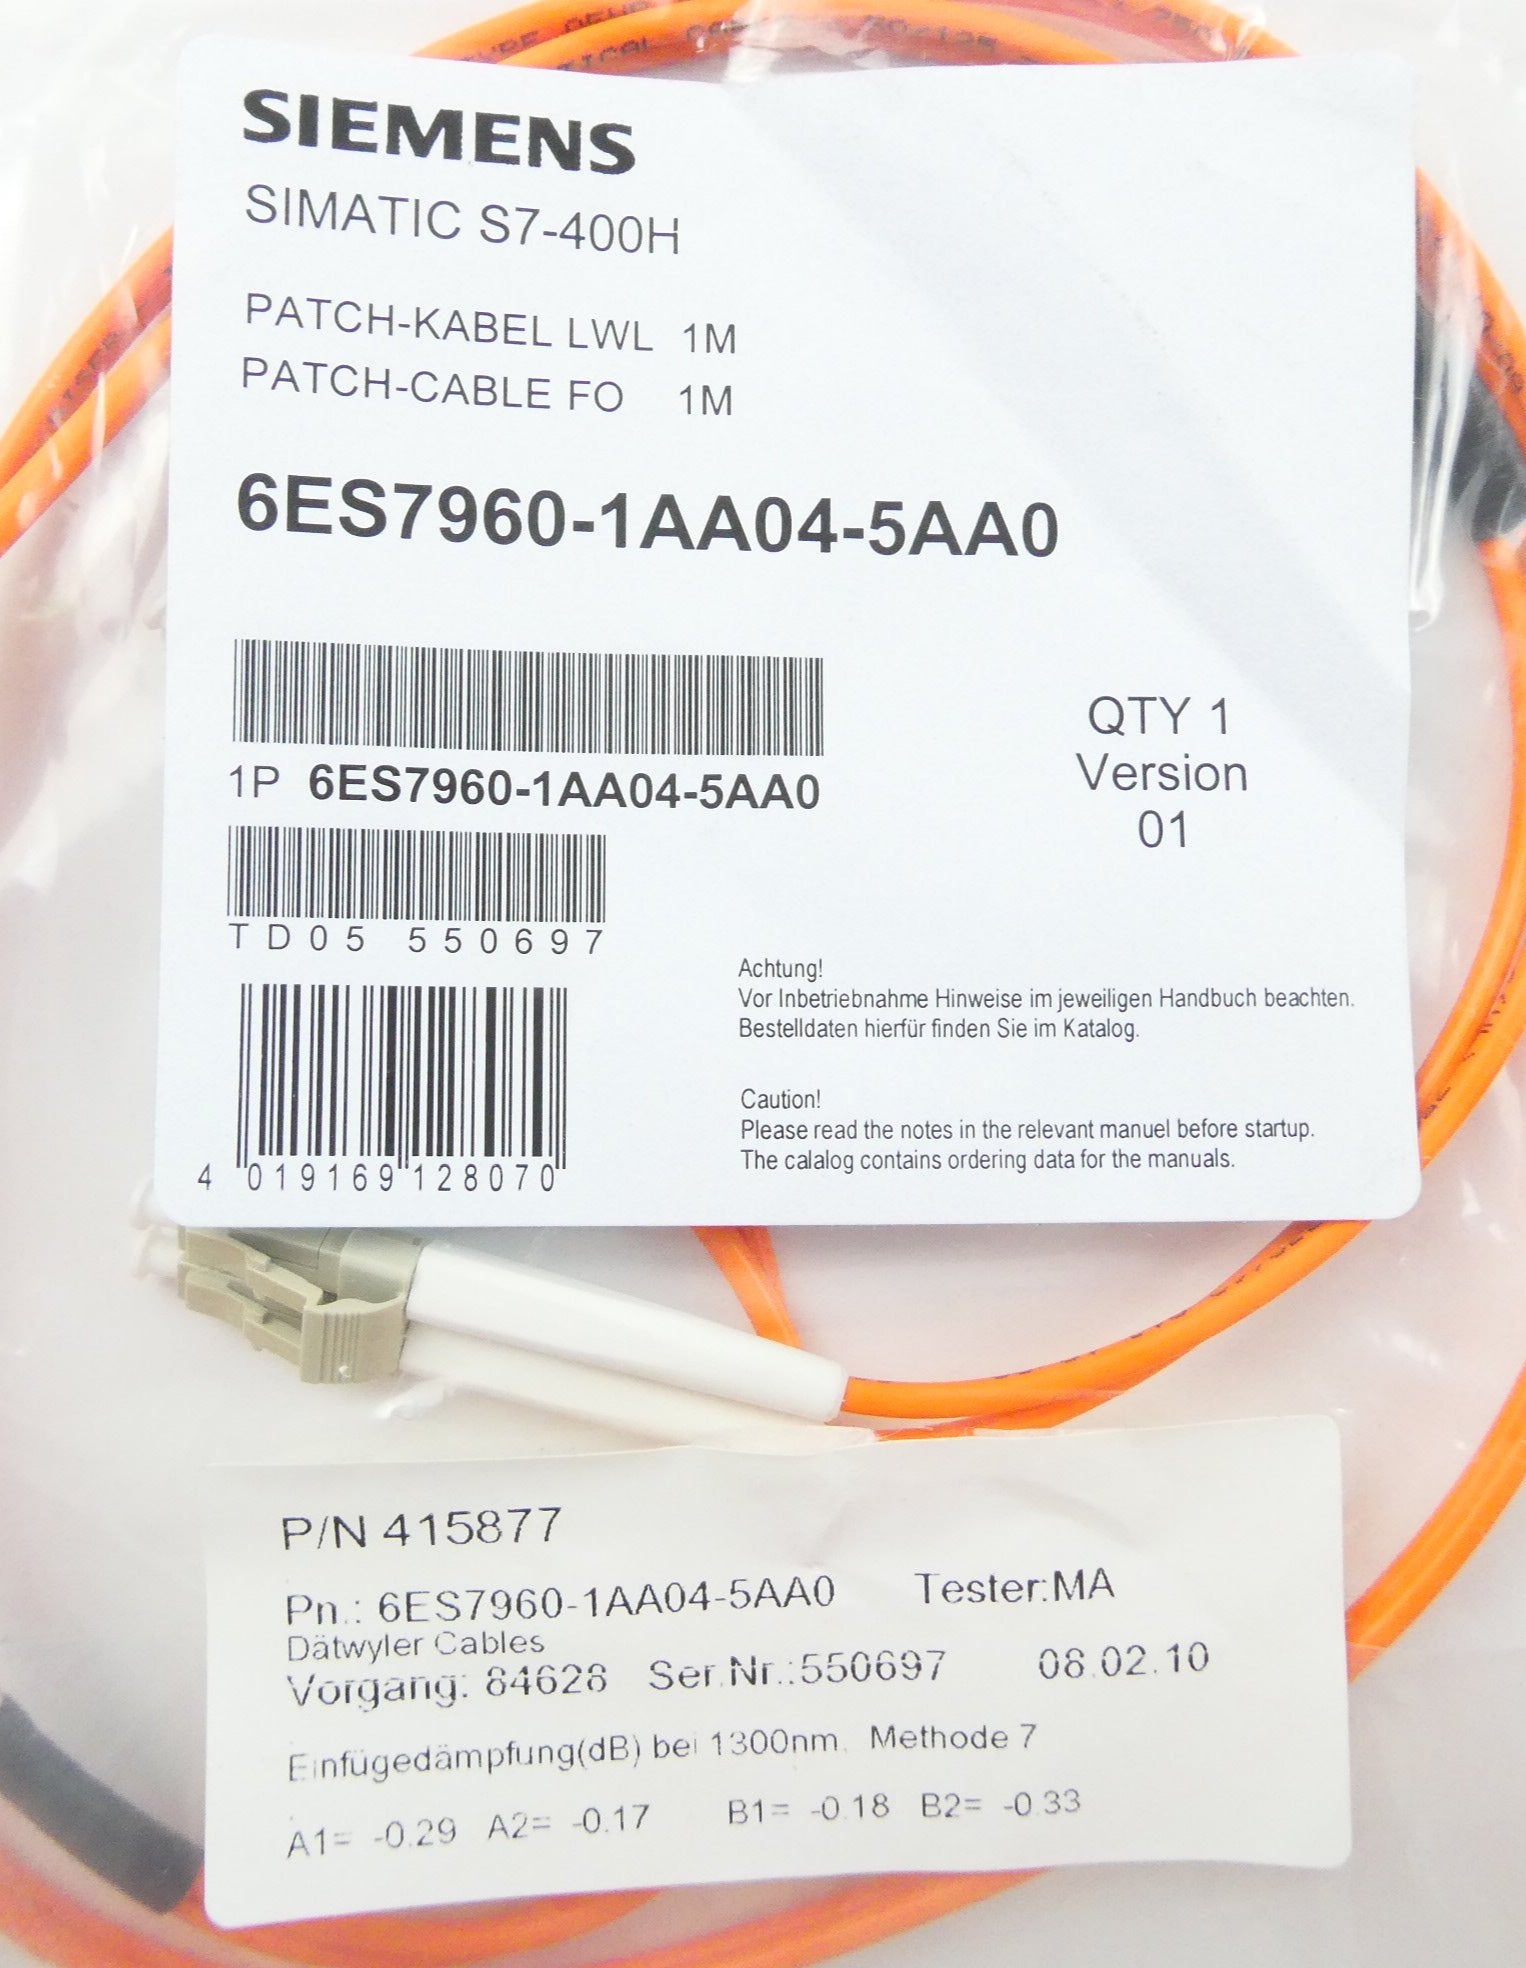 SIEMENS
SIMATIC S7-400H
PATCH-KABEL LWL 1M
PATCH-CABLE FO 1M
6ES7960-1AA04-5AA0
1P 6ES7960-1AA04-5AA0
QTY 1
Version
01
TD05 550697
Achtung!
Vor Inbetriebnahme Hinweise im jeweiligen Handbuch beachten.
Bestelldaten hierfür finden Sie im Katalog.
Caution!
Please read the notes in the relevant manuel before startup.
The calalog contains ordering data for the manuals.
4 019169 128070
P/N 415877
Pn.: 6ES7960-1AA04-5AA0 Tester:MA
Dätwyler Cables
Vorgang: 84628 Ser.Nr.:550697 08.02.10
Einfügedämpfung(dB) bei 1300nm. Methode 7
A1= -0.29 A2= -0.17 B1= -0.18 B2= -0.33